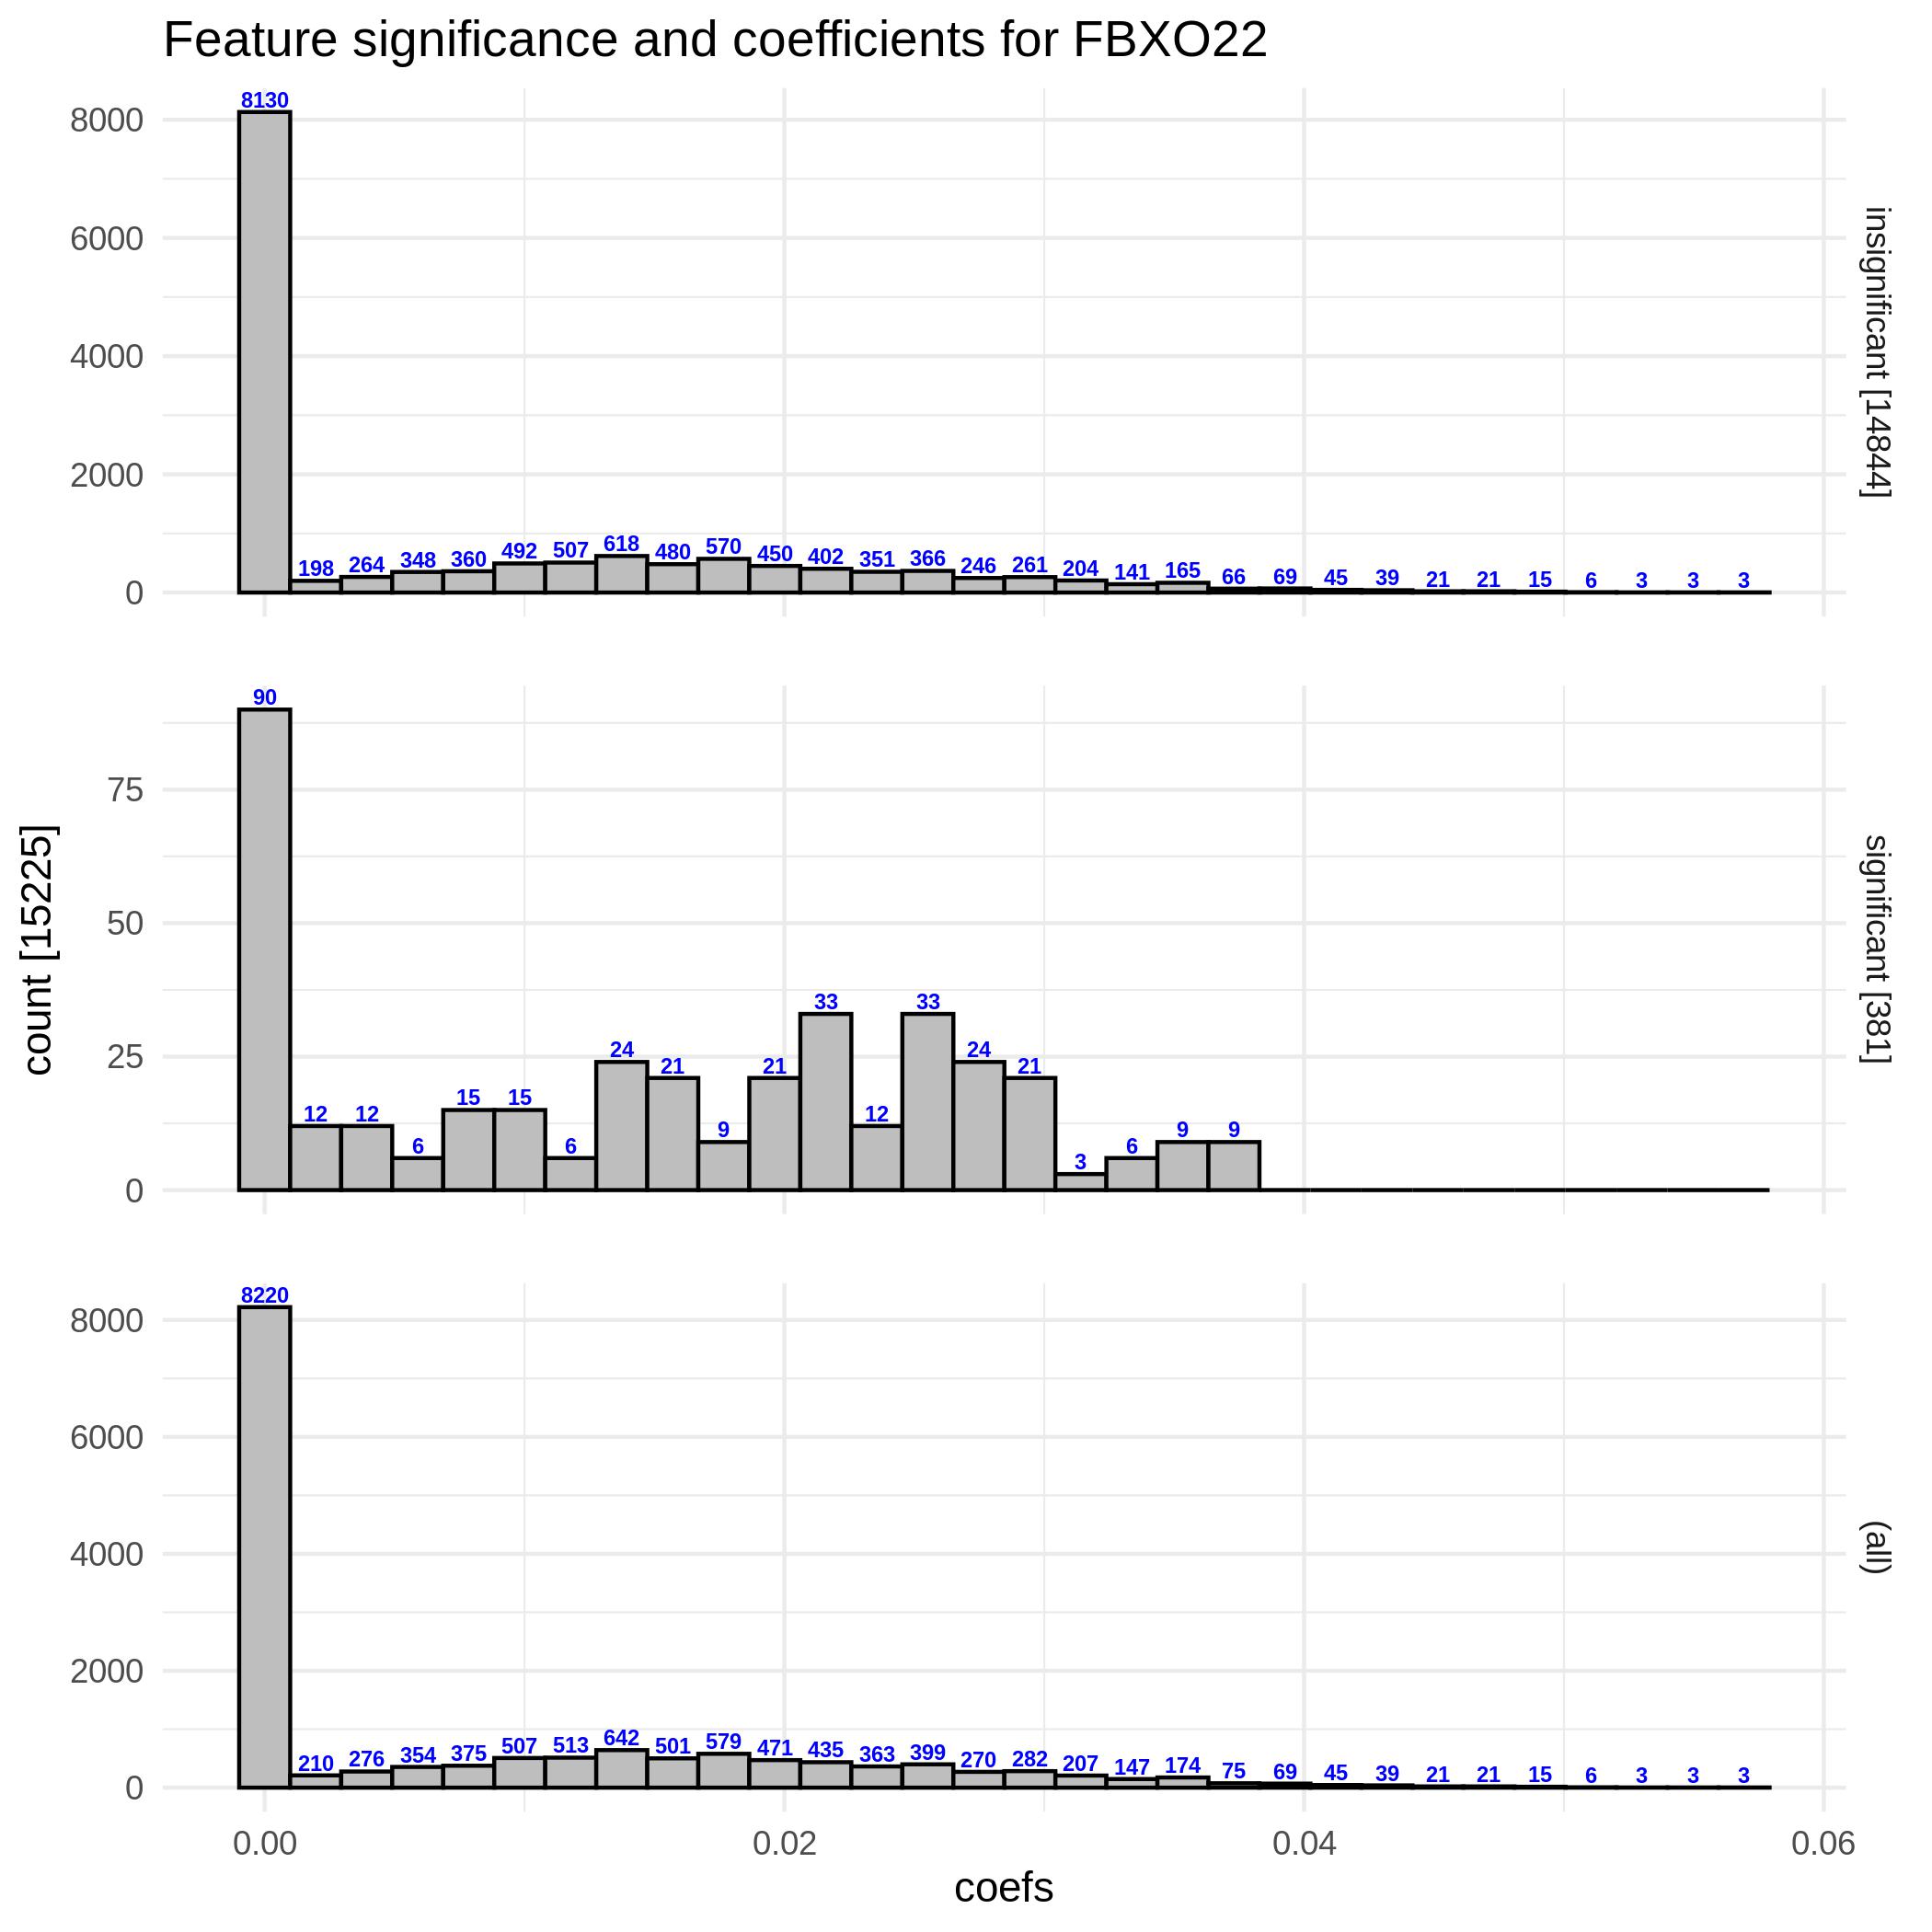 Feature significance and coefficients for FBXO22
8130
8000
6000
4000
2000
0
198 264 348 360 492 507 618 480 570 450 402 351 366 246 261 204 141 165 66 69 45 39 21 21 15 6 3 3 3
insignificant [14844]
90
75
50
25
0
12 12 6 15 15 6 24 21 9 21 33 12 33 24 21 3 6 9 9
significant [381]
count [15225]
8220
8000
6000
4000
2000
0
210 276 354 375 507 513 642 501 579 471 435 363 399 270 282 207 147 174 75 69 45 39 21 21 15 6 3 3 3
(all)
0.00 0.02 0.04 0.06
coefs